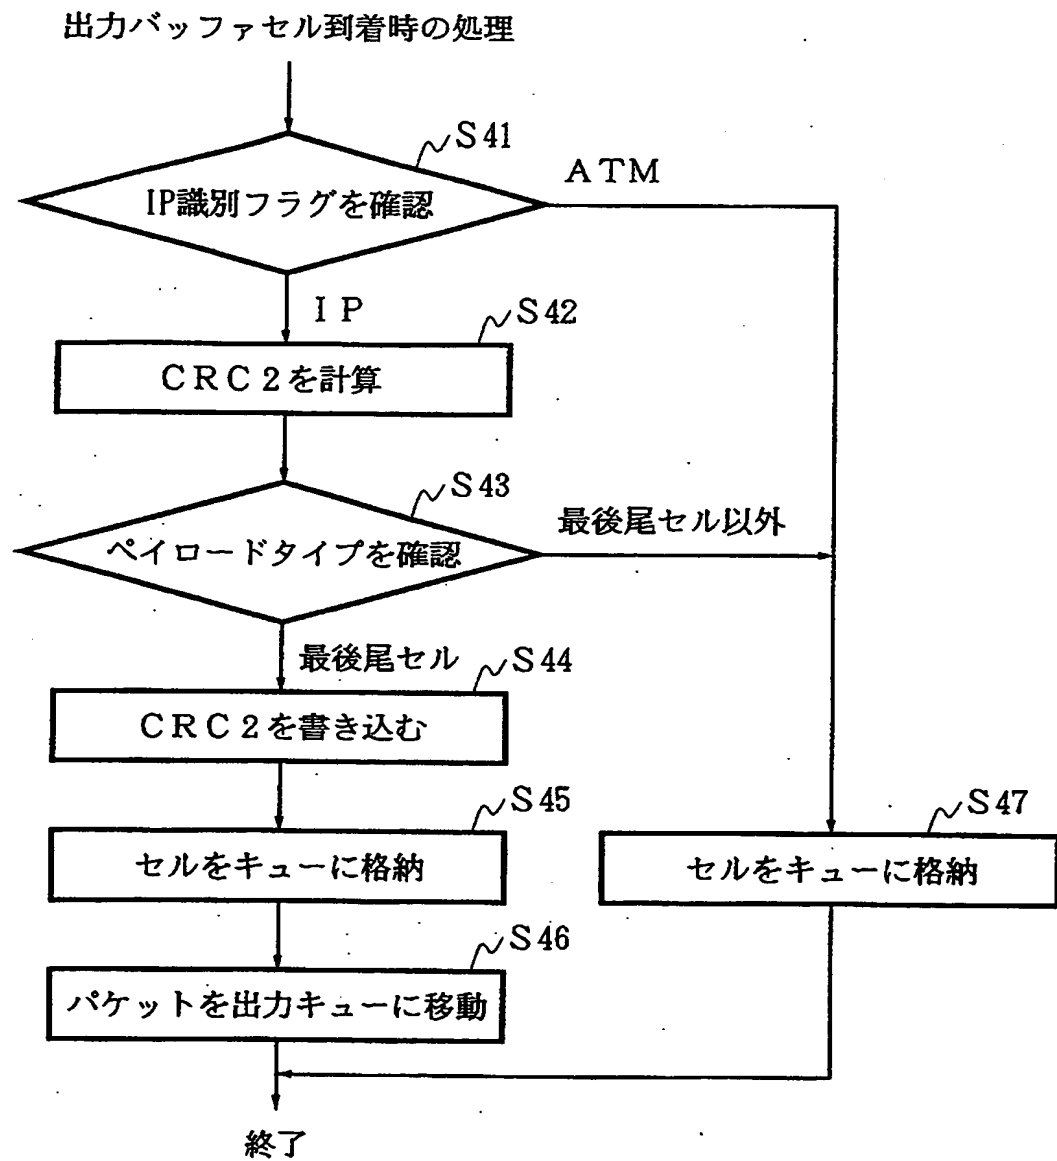 出力バッファセル到着時の処理
S41
ATM
IP識別フラグを確認
IP
S42
CRC2を計算
S43
最後尾セル以外
ペイロードタイプを確認
最後尾セル
S44
CRC2を書き込む
S45
S47
セルをキューに格納
セルをキューに格納
S46
パケットを出力キューに移動
終了